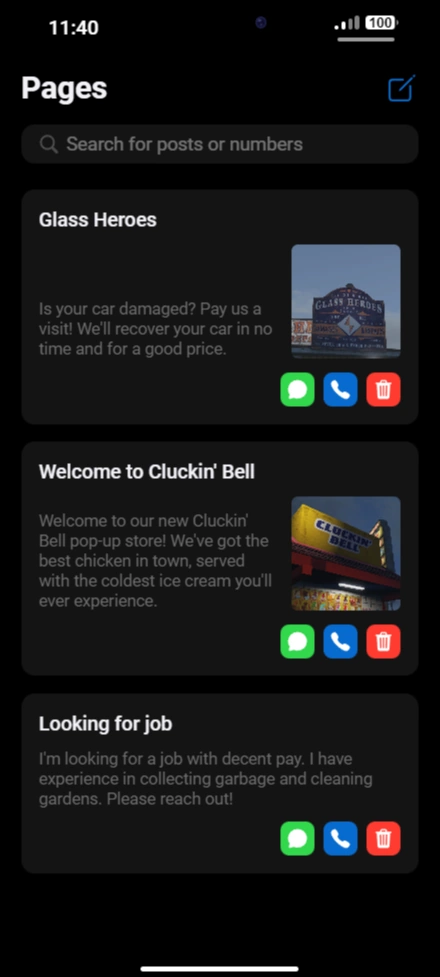 11:40
100
Pages
Search for posts or numbers
Glass Heroes
Is your car damaged? Pay us a
visit! We'll recover your car in no
time and for a good price.
GLASS HEROES
Welcome to Cluckin' Bell
Welcome to our new Cluckin'
Bell pop-up store! We've got the
best chicken in town, served
with the coldest ice cream you'll
ever experience.
CLUCKIN'
BELL
Looking for job
I'm looking for a job with decent pay. I have
experience in collecting garbage and cleaning
gardens. Please reach out!